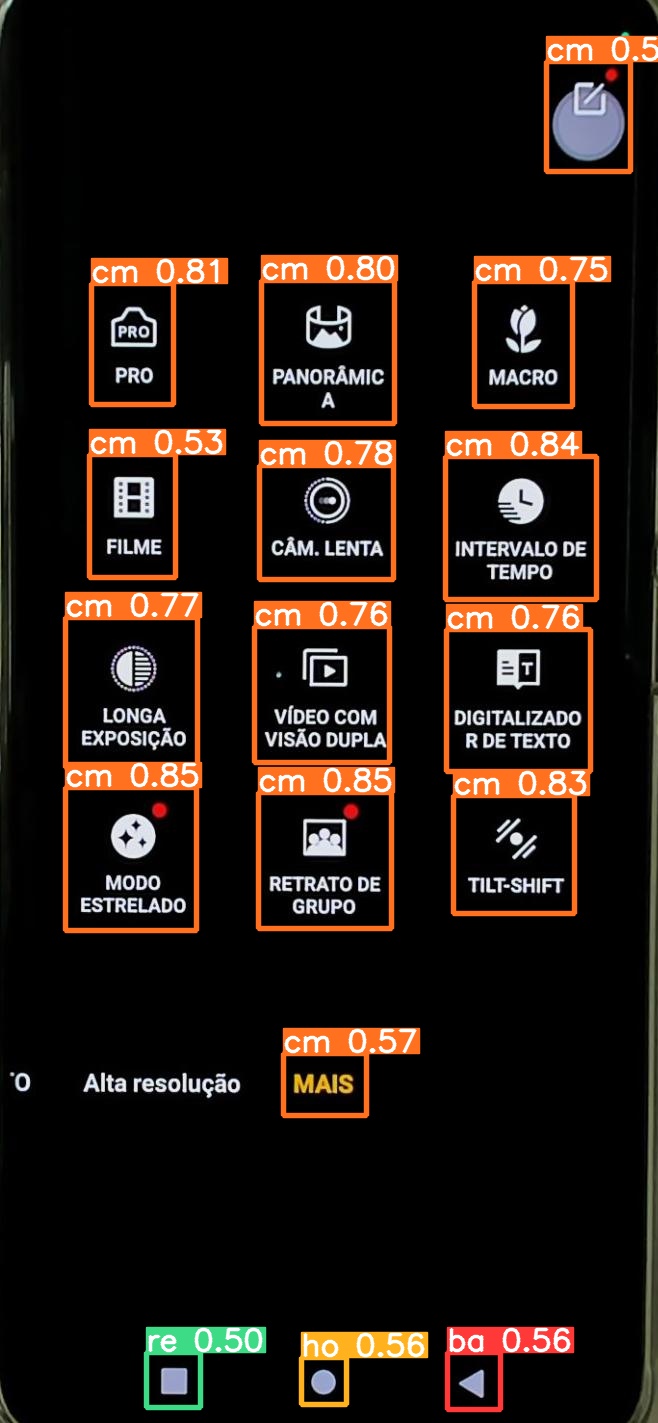 cm 0.5
cm 0.81
cm 0.80
cm 0.75
PRO
PRO
PANORÂMIC
A
MACRO
cm 0.53
cm 0.78
cm 0.84
FILME
CÂM. LENTA
INTERVALO DE
TEMPO
cm 0.77
cm 0.76
cm 0.76
T
LONGA
EXPOSIÇÃO
VÍDEO COM
VISÃO DUPLA
DIGITALIZADO
R DE TEXTO
cm 0.85
cm 0.85
cm 0.83
MODO
ESTRELADO
RETRATO DE
GRUPO
TILT-SHIFT
cm 0.57
Alta resolução
MAIS
re 0.50
ho 0.56
ba 0.56